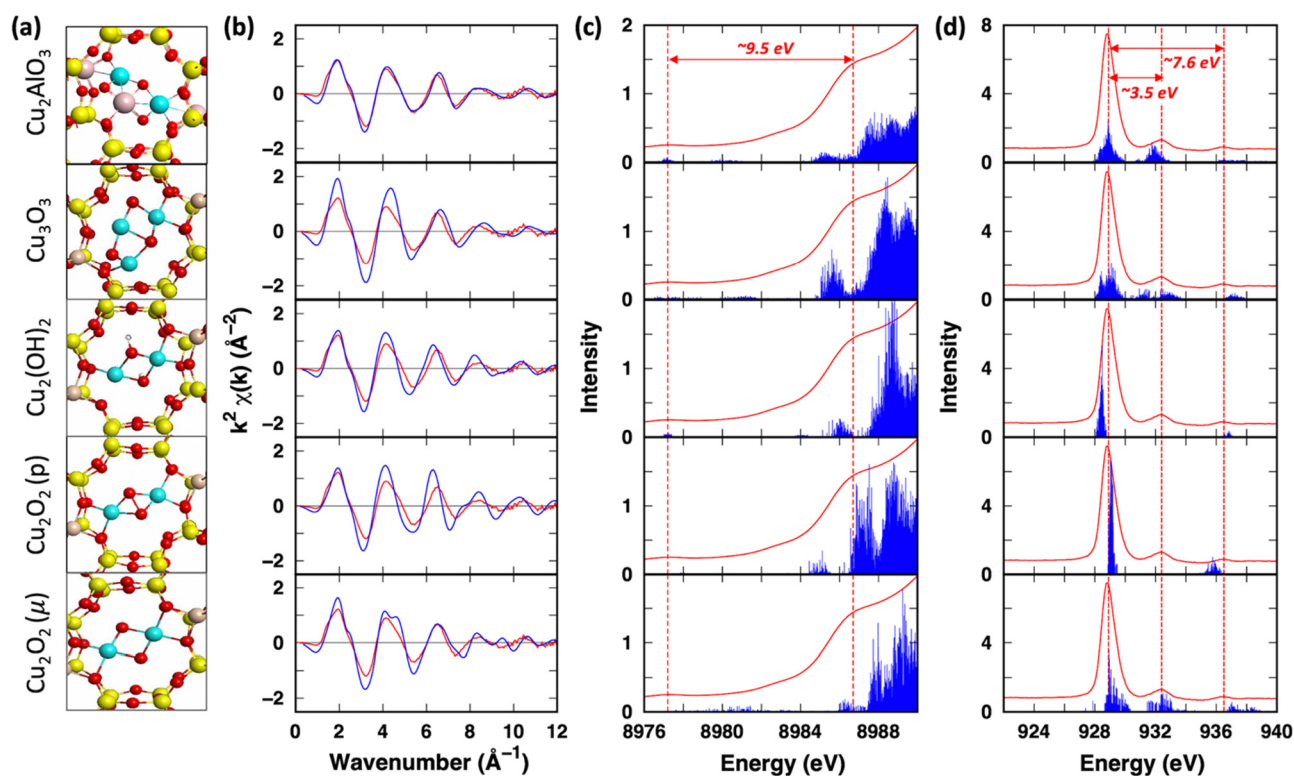 (a)
(b)
(c)
(d)
Cu₂AlO₃
Cu₃O₃
Cu₂(OH)₂
Cu₂O₂ (p)
Cu₂O₂ (μ)
k² χ(k) (Å⁻²)
2
0
−2
2
0
−2
2
0
−2
2
0
−2
2
0
−2
0 2 4 6 8 10 12
Wavenumber (Å⁻¹)
Intensity
2
1
0
1
0
1
0
1
0
1
0
~9.5 eV
8976 8980 8984 8988
Energy (eV)
Intensity
8
4
0
4
0
4
0
4
0
4
0
~7.6 eV
~3.5 eV
924 928 932 936 940
Energy (eV)